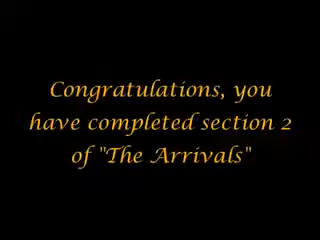 Congratulations, you
have completed section 2
of "The Arrivals"